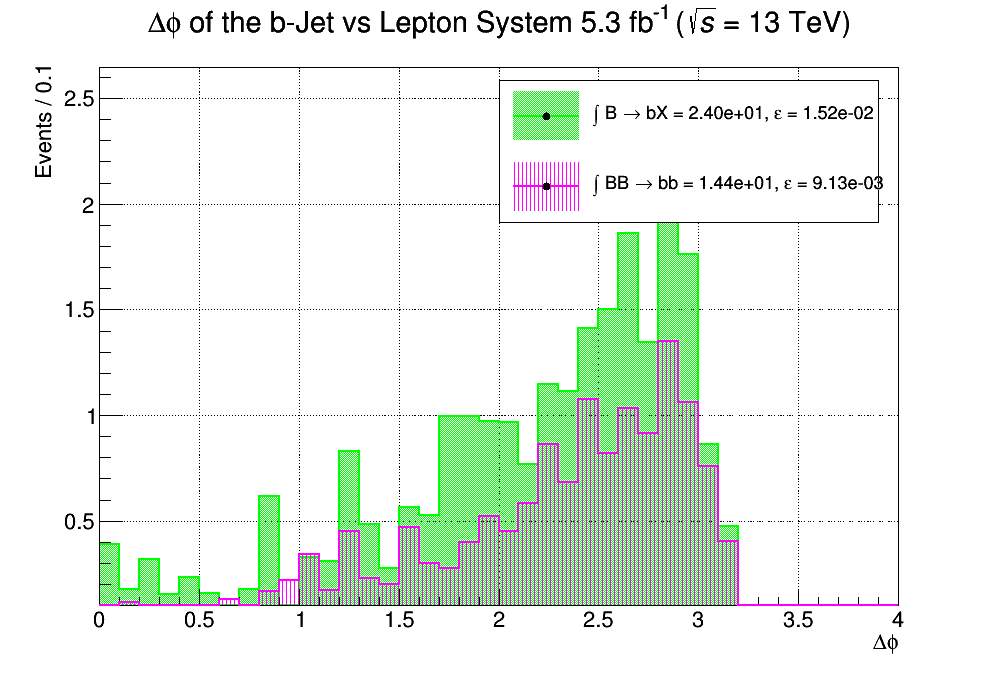 Δϕ of the b-Jet vs Lepton System 5.3 fb⁻¹ (√s = 13 TeV)
Events / 0.1
2.5
2
1.5
1
0.5
∫ B → bX = 2.40e+01, ε = 1.52e-02
∫ BB → bb = 1.44e+01, ε = 9.13e-03
0 0.5 1 1.5 2 2.5 3 3.5 4
Δϕ